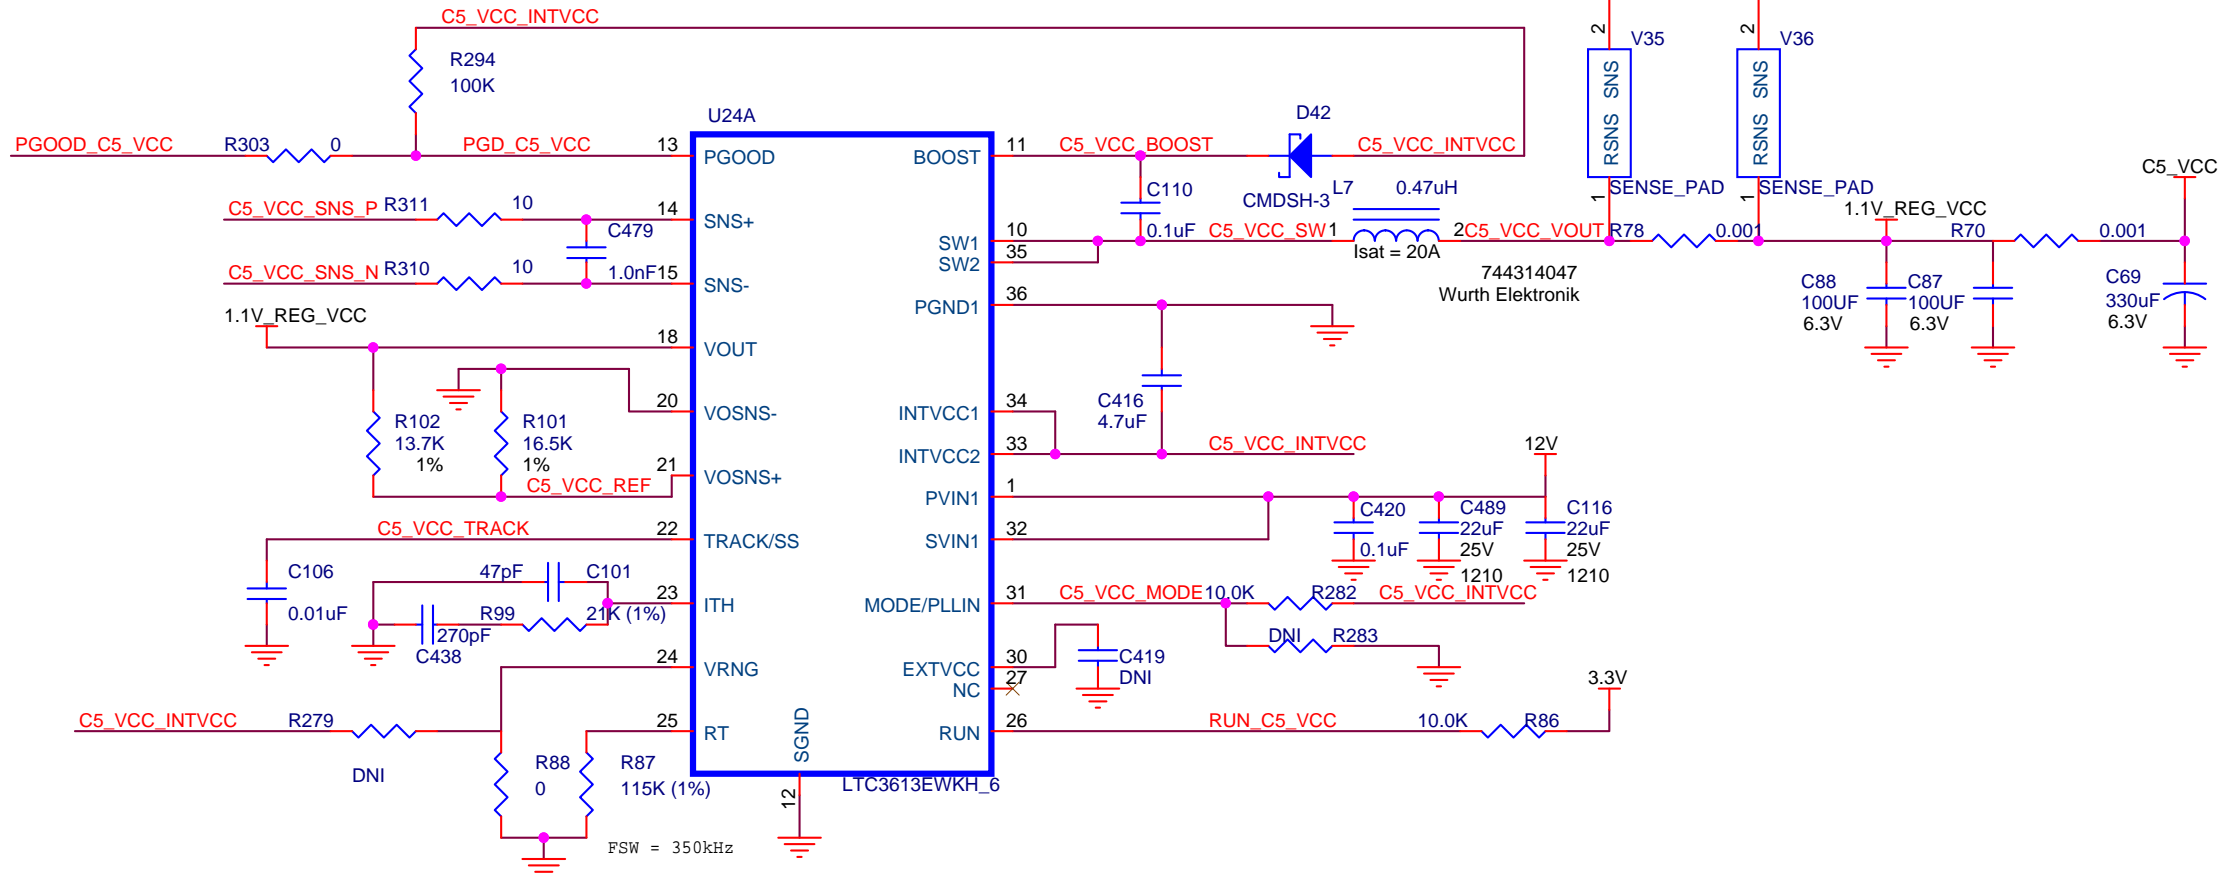 C5_VCC_INTVCC
R294
100K
PGOOD_C5_VCC
R303
0
PGD_C5_VCC
13
C5_VCC_SNS_P
R311
10
14
C479
1.0nF
C5_VCC_SNS_N
R310
10
15
1.1V_REG_VCC
18
20
R102
13.7K
1%
R101
16.5K
1%
21
C5_VCC_REF
C5_VCC_TRACK
22
C106
0.01uF
47pF
C101
23
R99
21K (1%)
270pF
C438
24
C5_VCC_INTVCC
R279
DNI
25
R88
0
R87
115K (1%)
FSW = 350kHz
U24A
PGOOD
SNS+
SNS-
VOUT
VOSNS-
VOSNS+
TRACK/SS
ITH
VRNG
RT
SGND
12
BOOST
SW1
SW2
PGND1
INTVCC1
INTVCC2
PVIN1
SVIN1
MODE/PLLIN
EXTVCC
NC
RUN
LTC3613EWKH_6
11
C5_VCC_BOOST
D42
CMDSH-3
C5_VCC_INTVCC
C110
0.1uF
10
35
C5_VCC_SW
1
L7
0.47uH
Isat = 20A
2
C5_VCC_VOUT
744314047
Wurth Elektronik
2
V35
RSNS SNS
1
SENSE_PAD
2
V36
RSNS SNS
1
SENSE_PAD
R78
0.001
1.1V_REG_VCC
R70
0.001
C5_VCC
C88
100UF
6.3V
C87
100UF
6.3V
C69
330uF
6.3V
36
C416
4.7uF
34
33
C5_VCC_INTVCC
12V
1
32
C420
0.1uF
C489
22uF
25V
1210
C116
22uF
25V
1210
31
C5_VCC_MODE
10.0K
R282
C5_VCC_INTVCC
DNI
R283
30
C419
DNI
27
3.3V
26
RUN_C5_VCC
10.0K
R86